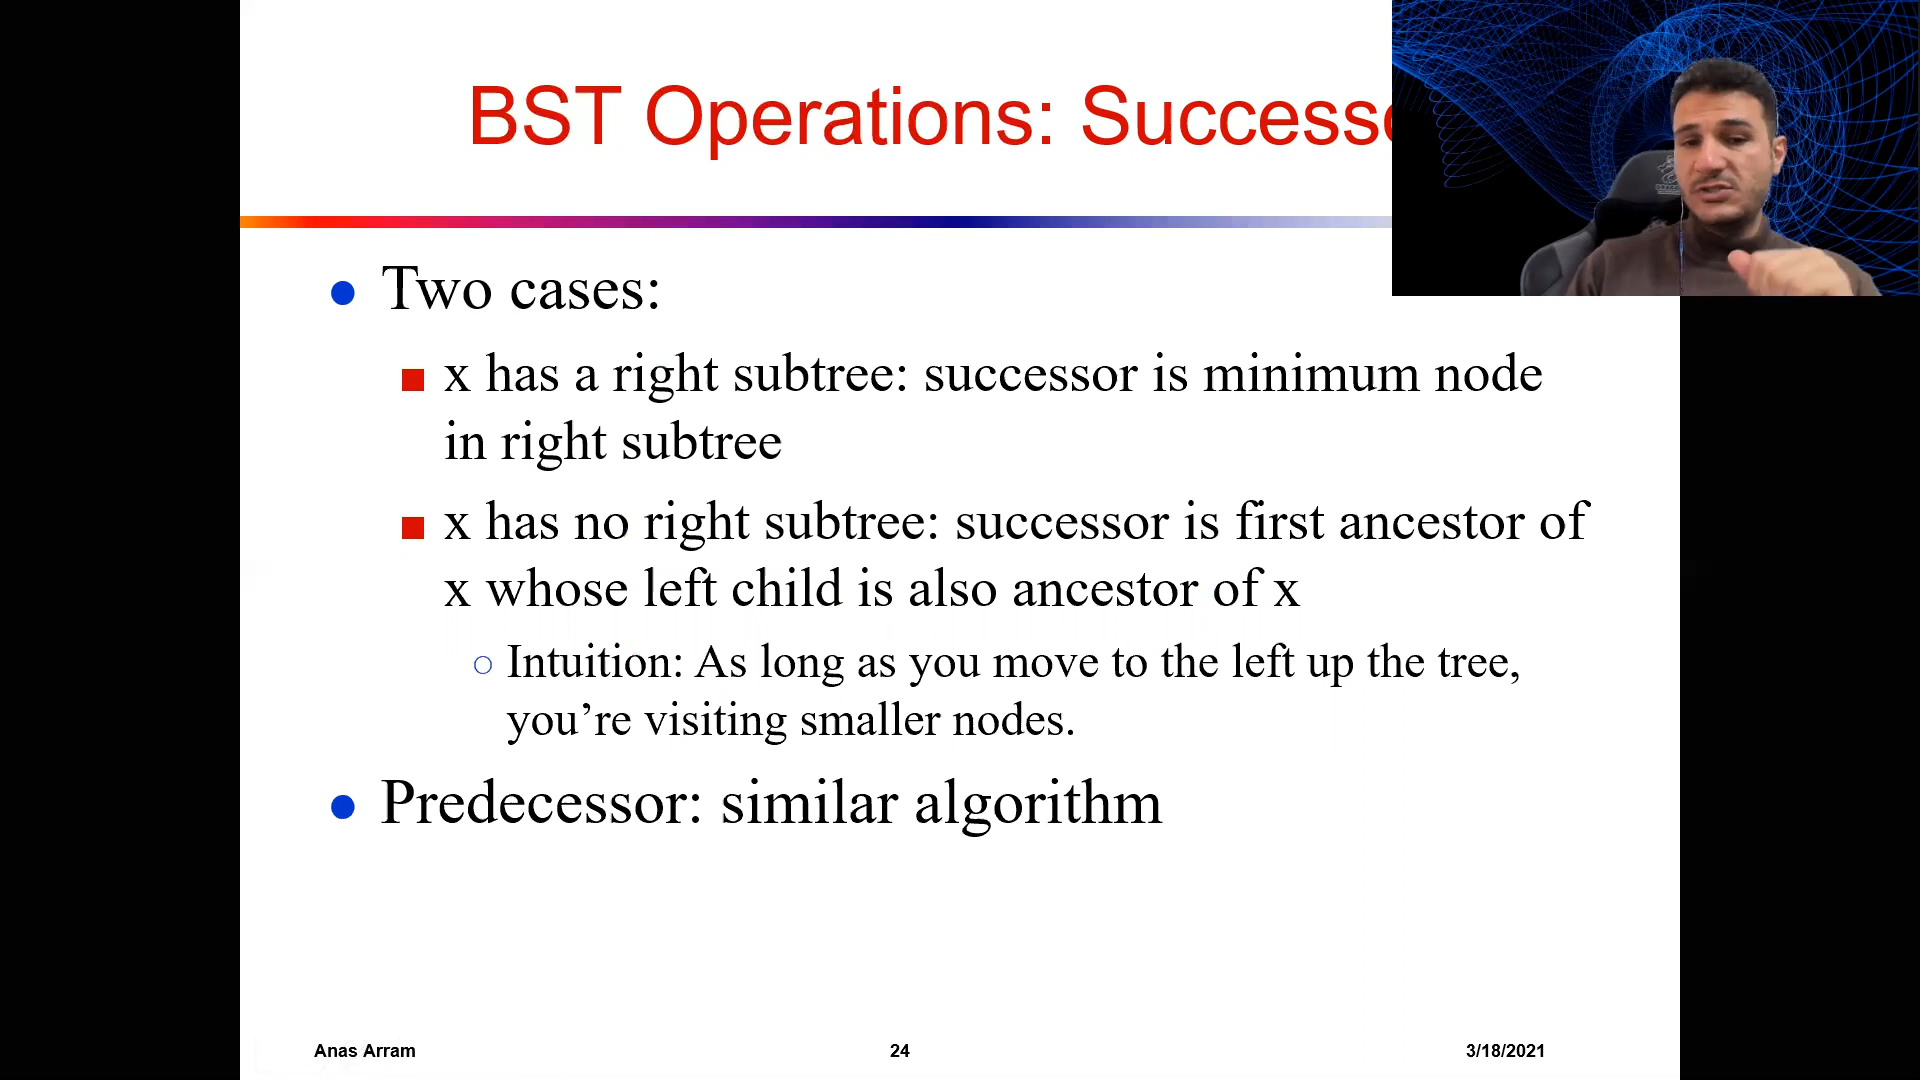 BST Operations:
Two cases:
x has a right subtree: successor is minimum node
in right subtree
x has no right subtree: successor is first ancestor of
x whose left child is also ancestor of x
Intuition: As long as you move to the left up the tree,
you’re visiting smaller nodes.
Predecessor: similar algorithm
Anas Arram
24
3/18/2021